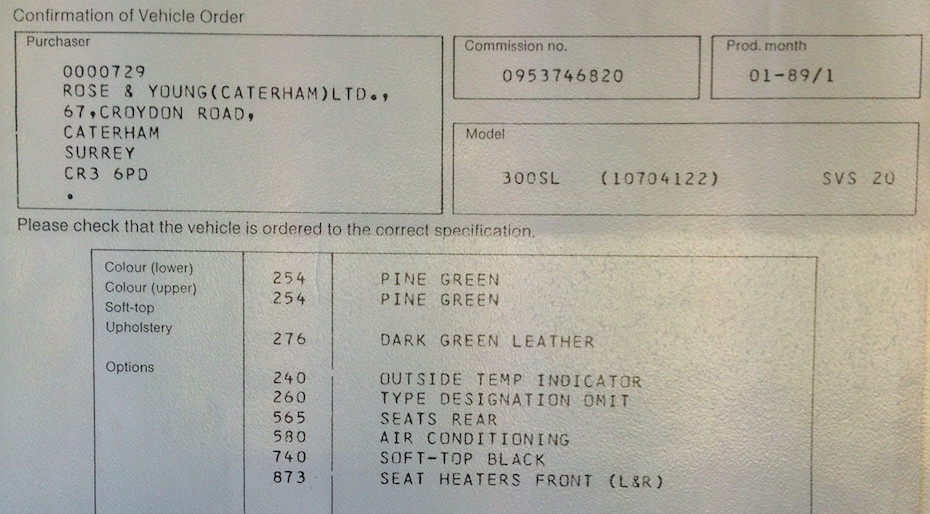 Confirmation of Vehicle Order
Purchaser
0000729
ROSE & YOUNG(CATERHAM)LTD.,
67,CROYDON ROAD,
CATERHAM
SURREY
CR3 6PD
.
Commission no.
0953746820
Prod. month
01-89/1
Model
300SL (10704122) SVS 20
Please check that the vehicle is ordered to the correct specification.
Colour (lower) 254 PINE GREEN
Colour (upper) 254 PINE GREEN
Soft-top
Upholstery 276 DARK GREEN LEATHER
Options 240 OUTSIDE TEMP INDICATOR
260 TYPE DESIGNATION OMIT
565 SEATS REAR
580 AIR CONDITIONING
740 SOFT-TOP BLACK
873 SEAT HEATERS FRONT (L&R)